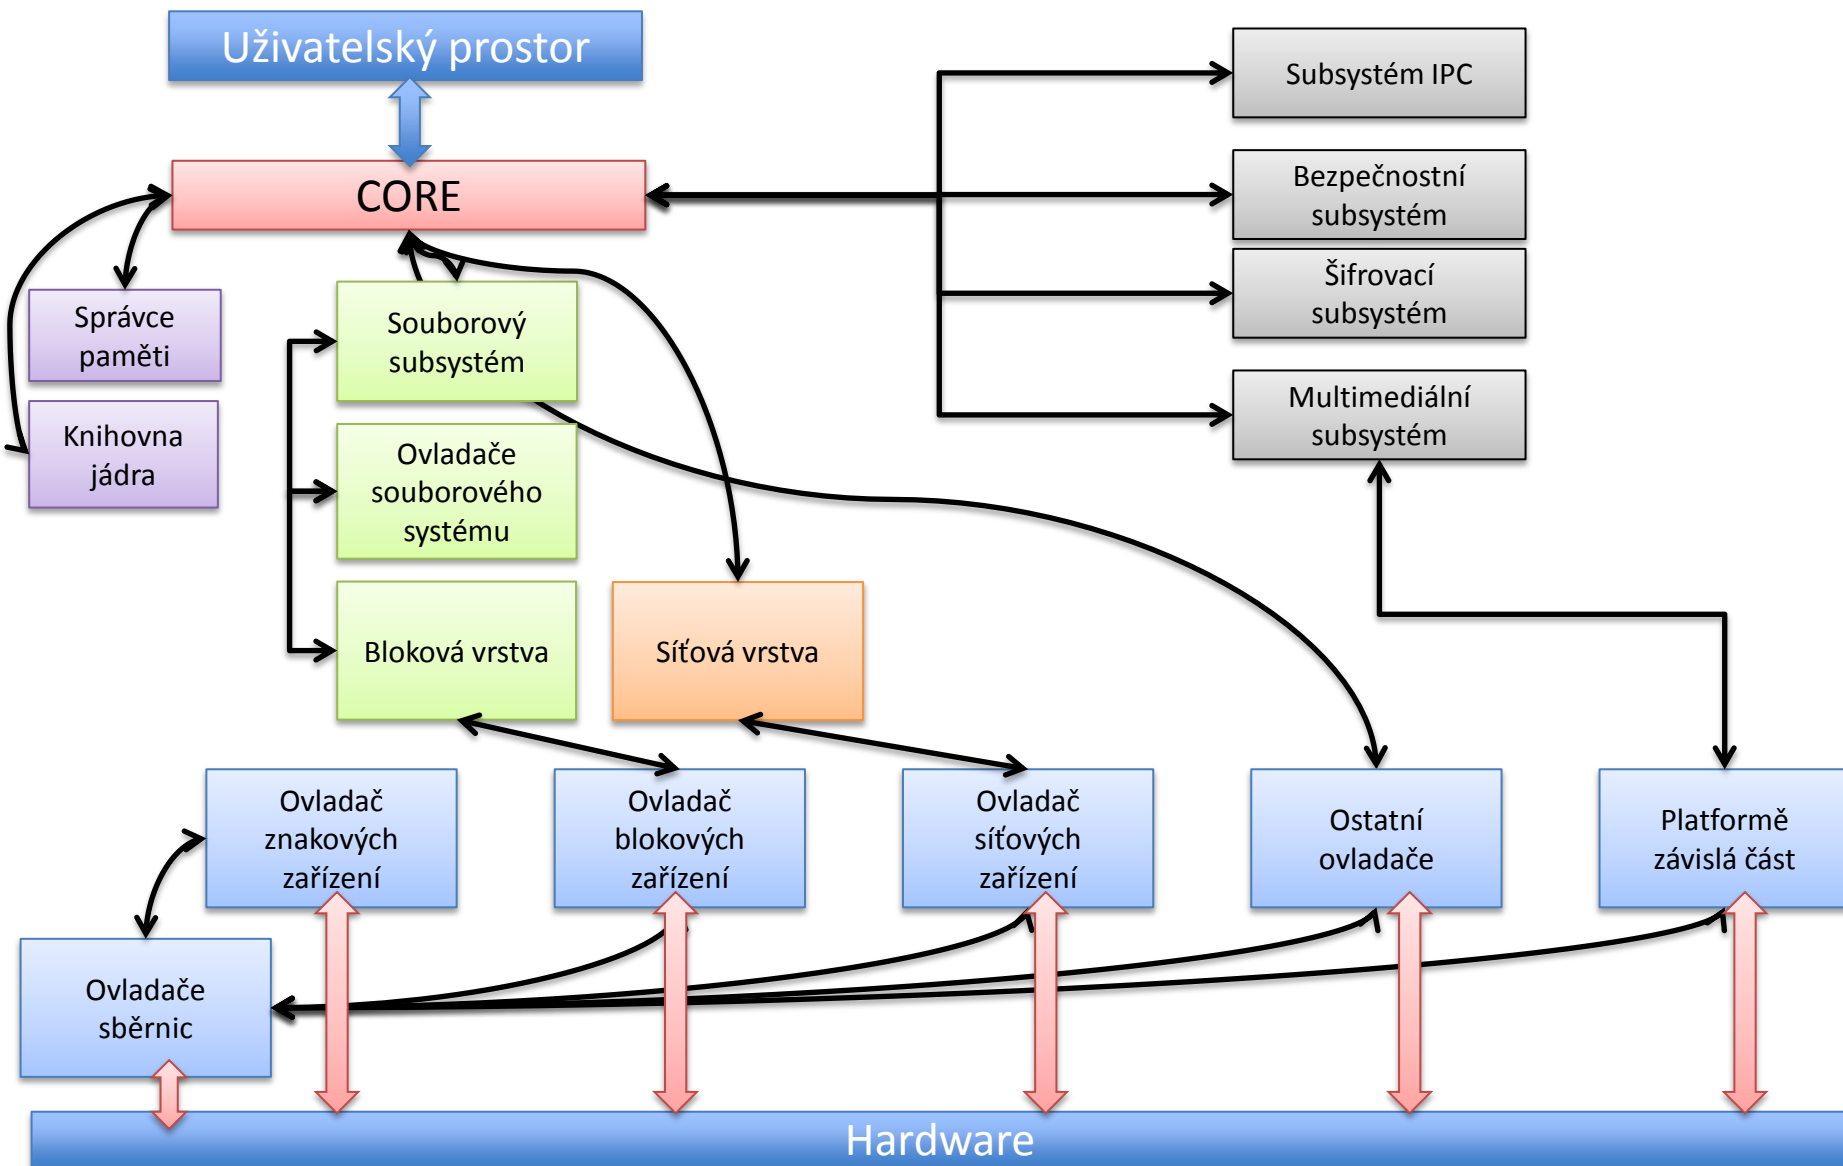 Uživatelský prostor
CORE
Subsystém IPC
Bezpečnostní
subsystém
Šifrovací
subsystém
Multimediální
subsystém
Správce
paměti
Knihovna
jádra
Souborový
subsystém
Ovladače
souborového
systému
Bloková vrstva
Síťová vrstva
Ovladač
znakových
zařízení
Ovladač
blokových
zařízení
Ovladač
síťových
zařízení
Ostatní
ovladače
Platformě
závislá část
Ovladače
sběrnic
Hardware